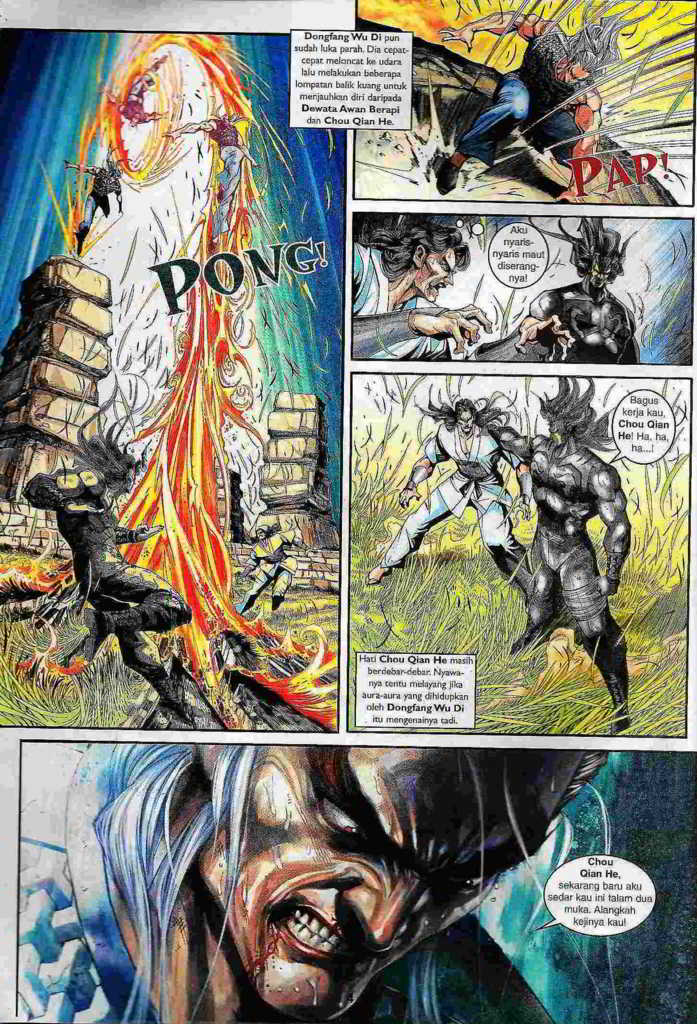 Dongfang Wu Di pun
sudah luka parah. Dia cepat-
cepat meloncat ke udara
lalu melakukan beberapa
lompatan balik kuang untuk
menjauhkan diri daripada
Dewata Awan Berapi
dan Chou Qian He.
PAP!
PONG!
Aku
nyaris-
nyaris maut
diserang-
nya!
Bagus
kerja kau,
Chou Qian
He! Ha, ha,
ha...!
Hati Chou Qian He masih
berdebar-debar. Nyawa-
nya tentu melayang jika
aura-aura yang dihidupkan
oleh Dongfang Wu Di
itu mengenainya tadi.
Chou
Qian He,
sekarang baru aku
sedar kau ini talam dua
muka. Alangkah
kejinya kau!